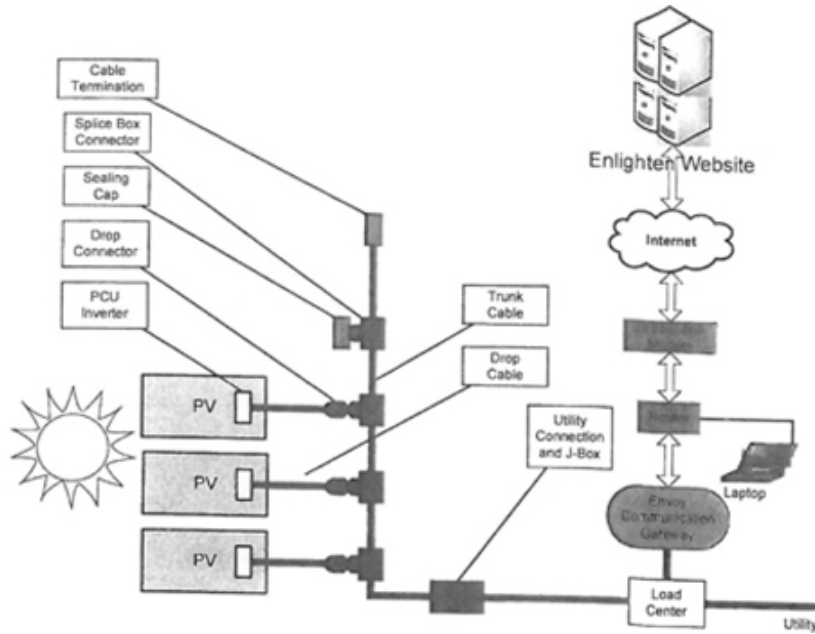 Cable
Termination
Splice Box
Connector
Sealing
Cap
Drop
Connector
PCU
Inverter
PV
PV
PV
Trunk
Cable
Drop
Cable
Utility
Connection
and J-Box
Enlighten Website
Internet
Modem
Router
Laptop
Envoy
Communication
Gateway
Load
Center
Utility